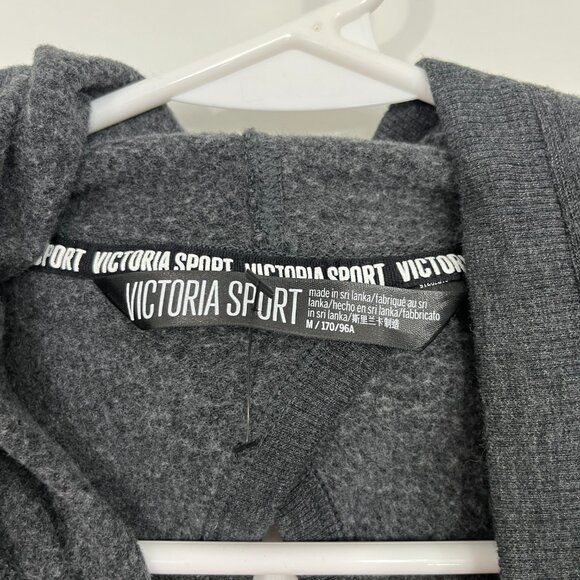 SPORT VICTORIA SPORT VICTORIA SPORT VICTOR
VICTORIA SPORT
made in sri lanka/fabriqué au sri
lanka/hecho en sri lanka/fabbricato
in sri lanka/斯里兰卡制造
M / 170/96A